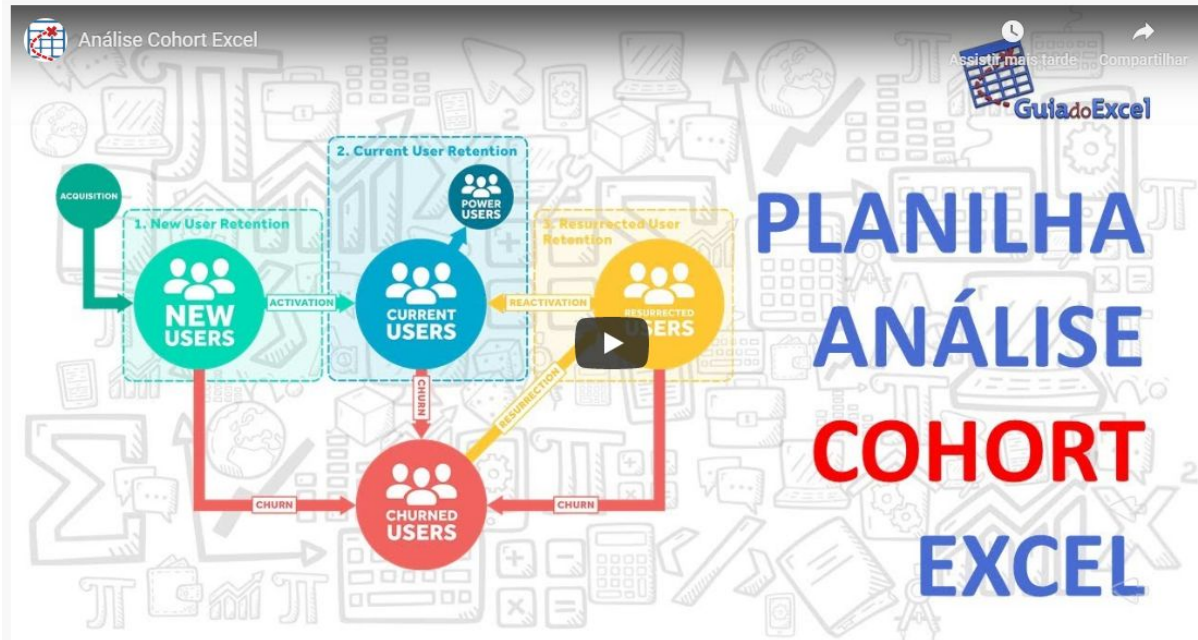 Análise Cohort Excel
Assistir mais tarde
Compartilhar
GuiadoExcel
2. Current User Retention
ACQUISITION
POWER
USERS
1. New User Retention
3. Resurrected User
Retention
NEW
USERS
ACTIVATION
CURRENT
USERS
REACTIVATION
RESURRECTED
USERS
CHURN
RESURRECTION
CHURN
CHURNED
USERS
CHURN
PLANILHA
ANÁLISE
COHORT
EXCEL